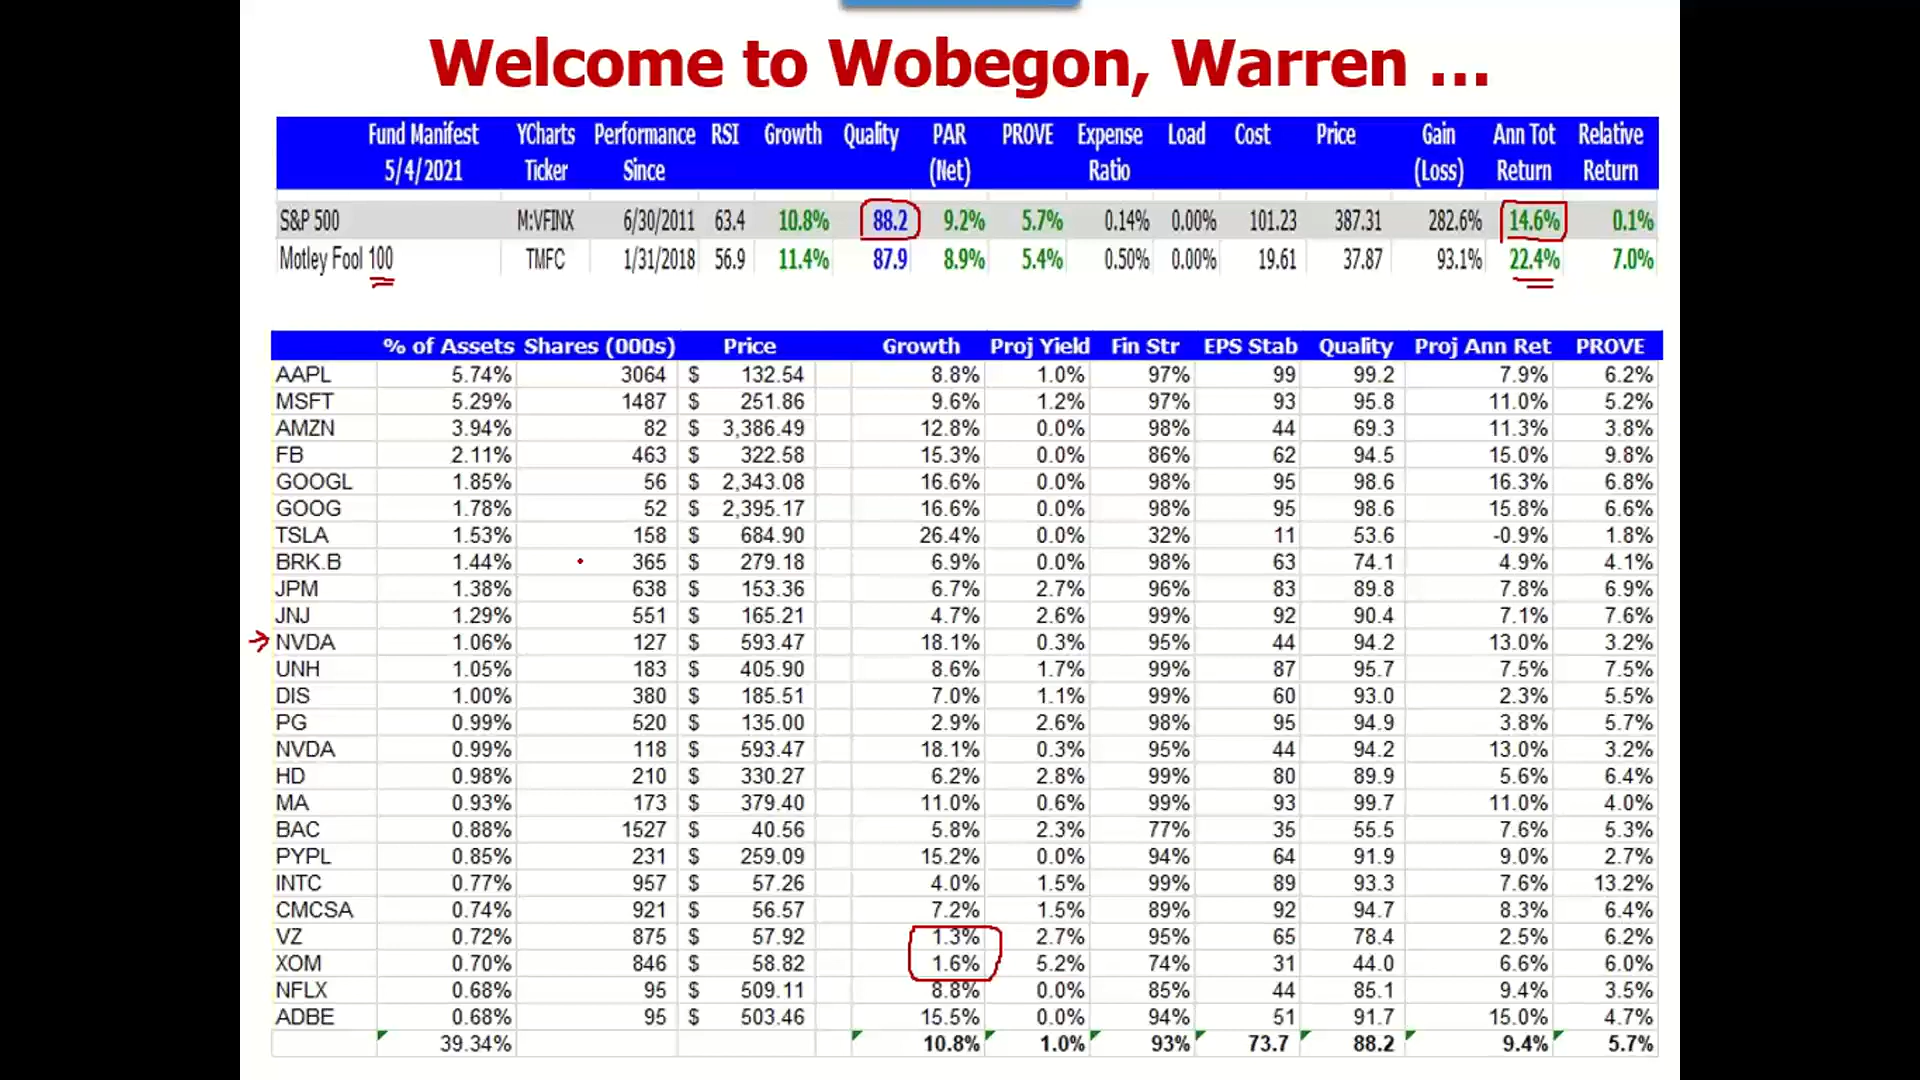 Welcome to Wobegon, Warren ...
Fund Manifest YCharts Performance RSI Growth Quality PAR PROVE Expense Load Cost Price Gain Ann Tot Relative
5/4/2021 Ticker Since (Net) Ratio (Loss) Return Return
S&P 500 M:VFINX 6/30/2011 63.4 10.8% 88.2 9.2% 5.7% 0.14% 0.00% 101.23 387.31 282.6% 14.6% 0.1%
Motley Fool 100 TMFC 1/31/2018 56.9 11.4% 87.9 8.9% 5.4% 0.50% 0.00% 19.61 37.87 93.1% 22.4% 7.0%
% of Assets Shares (000s) Price Growth Proj Yield Fin Str EPS Stab Quality Proj Ann Ret PROVE
AAPL 5.74% 3064 $ 132.54 8.8% 1.0% 97% 99 99.2 7.9% 6.2%
MSFT 5.29% 1487 $ 251.86 9.6% 1.2% 97% 93 95.8 11.0% 5.2%
AMZN 3.94% 82 $ 3,386.49 12.8% 0.0% 98% 44 69.3 11.3% 3.8%
FB 2.11% 463 $ 322.58 15.3% 0.0% 86% 62 94.5 15.0% 9.8%
GOOGL 1.85% 56 $ 2,343.08 16.6% 0.0% 98% 95 98.6 16.3% 6.8%
GOOG 1.78% 52 $ 2,395.17 16.6% 0.0% 98% 95 98.6 15.8% 6.6%
TSLA 1.53% 158 $ 684.90 26.4% 0.0% 32% 11 53.6 -0.9% 1.8%
BRK.B 1.44% 365 $ 279.18 6.9% 0.0% 98% 63 74.1 4.9% 4.1%
JPM 1.38% 638 $ 153.36 6.7% 2.7% 96% 83 89.8 7.8% 6.9%
JNJ 1.29% 551 $ 165.21 4.7% 2.6% 99% 92 90.4 7.1% 7.6%
NVDA 1.06% 127 $ 593.47 18.1% 0.3% 95% 44 94.2 13.0% 3.2%
UNH 1.05% 183 $ 405.90 8.6% 1.7% 99% 87 95.7 7.5% 7.5%
DIS 1.00% 380 $ 185.51 7.0% 1.1% 99% 60 93.0 2.3% 5.5%
PG 0.99% 520 $ 135.00 2.9% 2.6% 98% 95 94.9 3.8% 5.7%
NVDA 0.99% 118 $ 593.47 18.1% 0.3% 95% 44 94.2 13.0% 3.2%
HD 0.98% 210 $ 330.27 6.2% 2.8% 99% 80 89.9 5.6% 6.4%
MA 0.93% 173 $ 379.40 11.0% 0.6% 99% 93 99.7 11.0% 4.0%
BAC 0.88% 1527 $ 40.56 5.8% 2.3% 77% 35 55.5 7.6% 5.3%
PYPL 0.85% 231 $ 259.09 15.2% 0.0% 94% 64 91.9 9.0% 2.7%
INTC 0.77% 957 $ 57.26 4.0% 1.5% 99% 89 93.3 7.6% 13.2%
CMCSA 0.74% 921 $ 56.57 7.2% 1.5% 89% 92 94.7 8.3% 6.4%
VZ 0.72% 875 $ 57.92 1.3% 2.7% 95% 65 78.4 2.5% 6.2%
XOM 0.70% 846 $ 58.82 1.6% 5.2% 74% 31 44.0 6.6% 6.0%
NFLX 0.68% 95 $ 509.11 8.8% 0.0% 85% 44 85.1 9.4% 3.5%
ADBE 0.68% 95 $ 503.46 15.5% 0.0% 94% 51 91.7 15.0% 4.7%
39.34% 10.8% 1.0% 93% 73.7 88.2 9.4% 5.7%